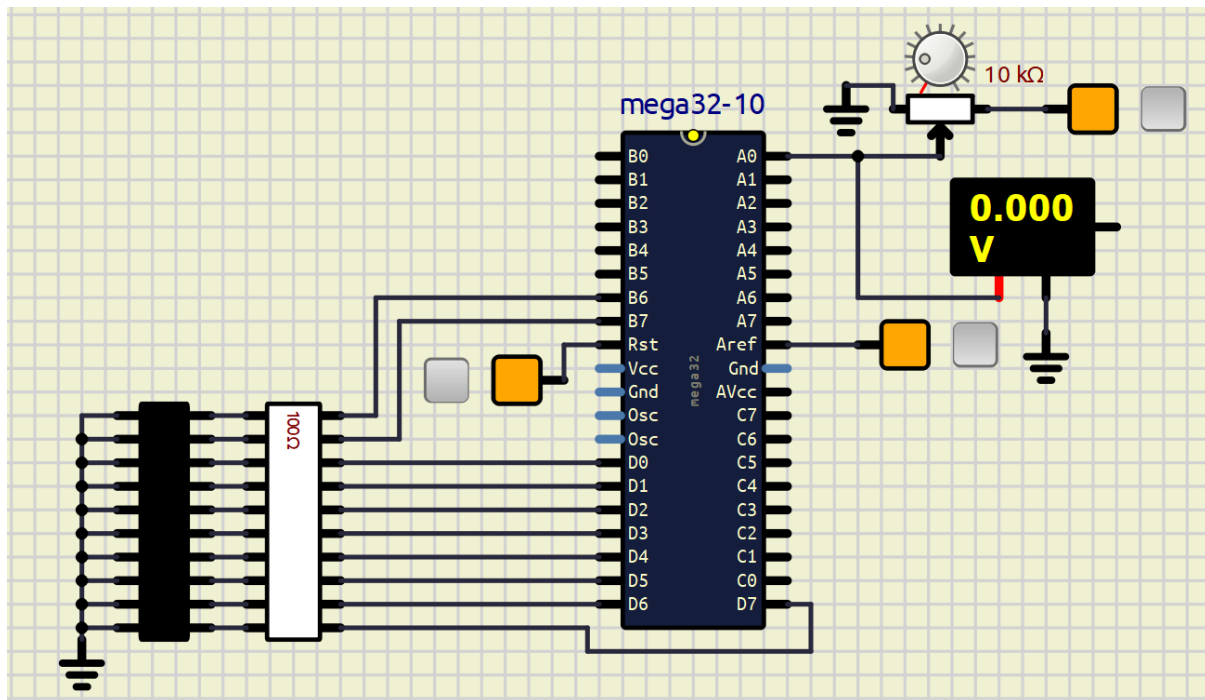 10 kΩ
mega32-10
0.000
V
B0 A0
B1 A1
B2 A2
B3 A3
B4 A4
B5 A5
B6 A6
B7 A7
Rst Aref
Vcc Gnd
Gnd AVcc
Osc C7
Osc C6
D0 C5
D1 C4
D2 C3
D3 C2
D4 C1
D5 C0
D6 D7
mega32
100Ω